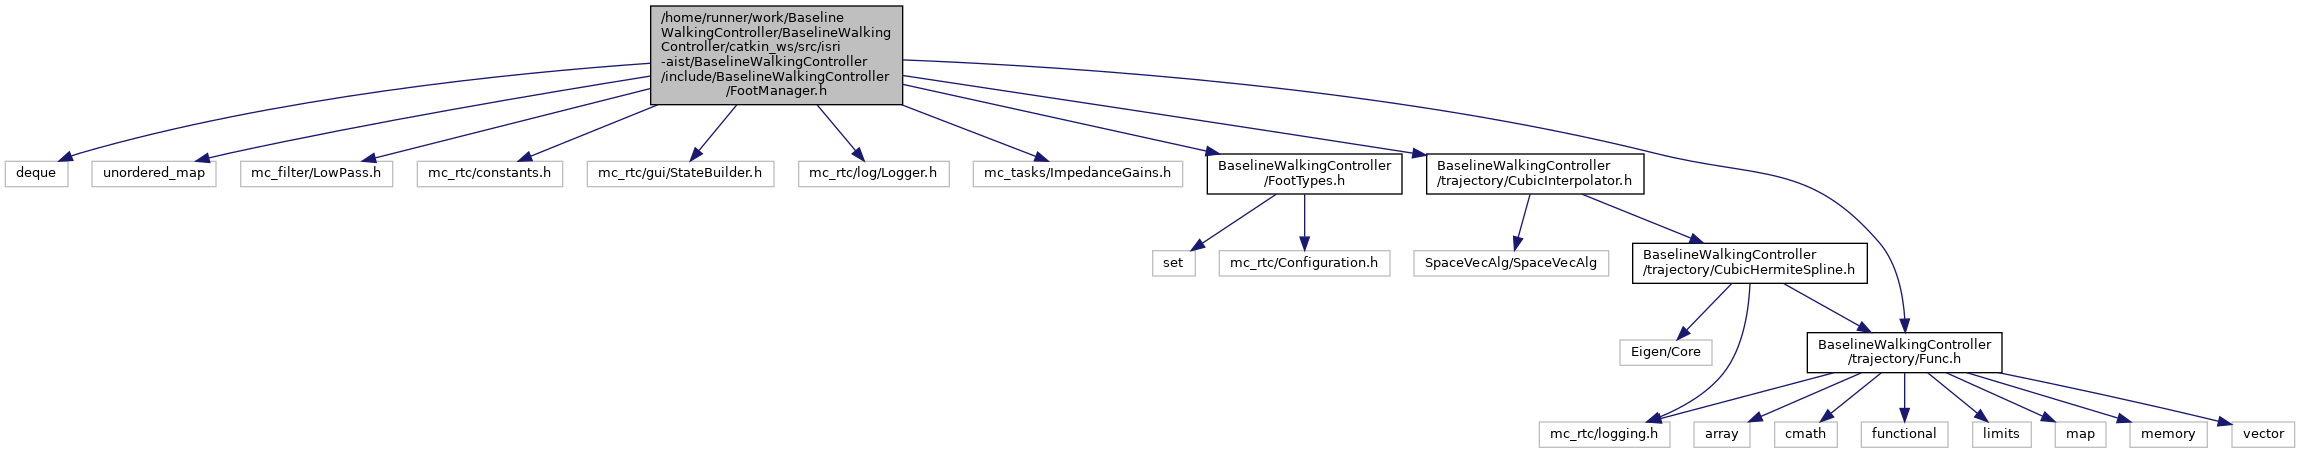 /home/runner/work/Baseline
WalkingController/BaselineWalking
Controller/catkin_ws/src/isri
-aist/BaselineWalkingController
/include/BaselineWalkingController
/FootManager.h
deque
unordered_map
mc_filter/LowPass.h
mc_rtc/constants.h
mc_rtc/gui/StateBuilder.h
mc_rtc/log/Logger.h
mc_tasks/ImpedanceGains.h
BaselineWalkingController
/FootTypes.h
BaselineWalkingController
/trajectory/CubicInterpolator.h
set
mc_rtc/Configuration.h
SpaceVecAlg/SpaceVecAlg
BaselineWalkingController
/trajectory/CubicHermiteSpline.h
Eigen/Core
BaselineWalkingController
/trajectory/Func.h
mc_rtc/logging.h
array
cmath
functional
limits
map
memory
vector